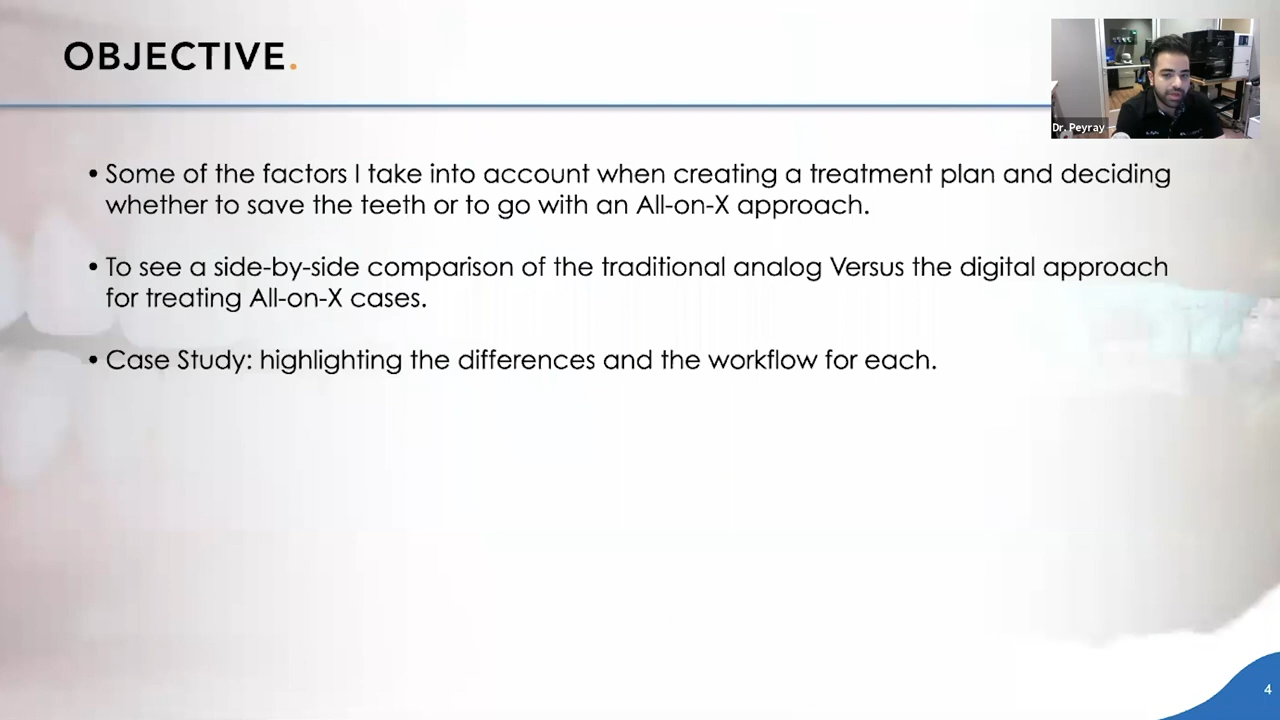 OBJECTIVE.
Dr. Peyray
• Some of the factors I take into account when creating a treatment plan and deciding
whether to save the teeth or to go with an All-on-X approach.
• To see a side-by-side comparison of the traditional analog Versus the digital approach
for treating All-on-X cases.
• Case Study: highlighting the differences and the workflow for each.
4